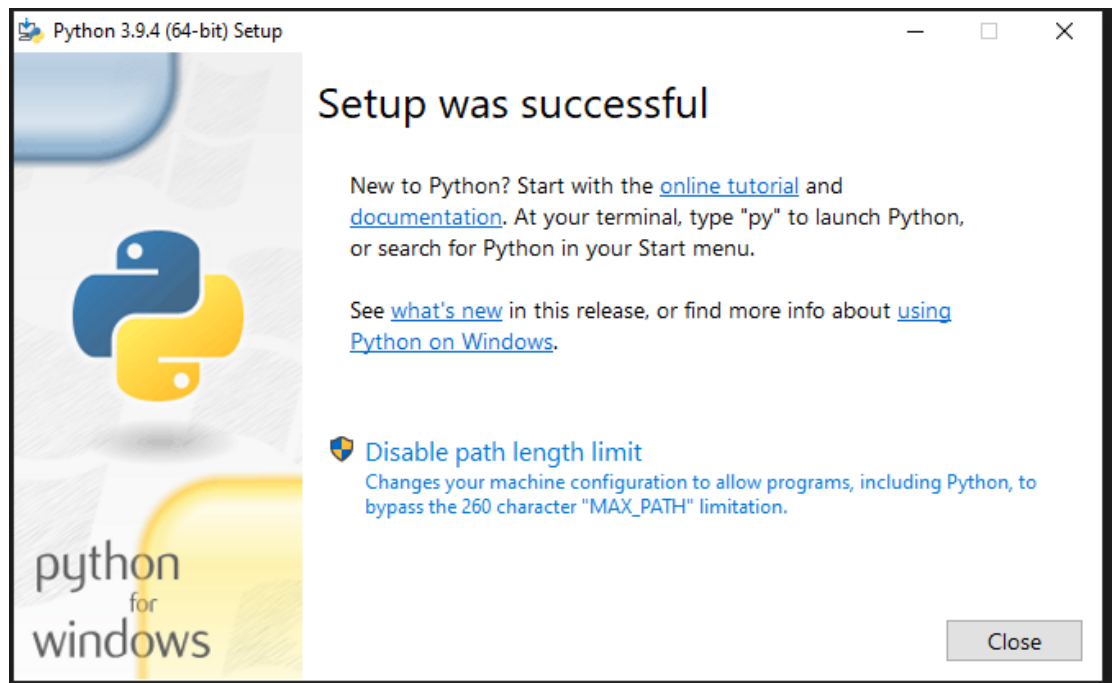 Python 3.9.4 (64-bit) Setup
Setup was successful
New to Python? Start with the online tutorial and
documentation. At your terminal, type "py" to launch Python,
or search for Python in your Start menu.
See what's new in this release, or find more info about using
Python on Windows.
Disable path length limit
Changes your machine configuration to allow programs, including Python, to
bypass the 260 character "MAX_PATH" limitation.
python
for
windows
Close